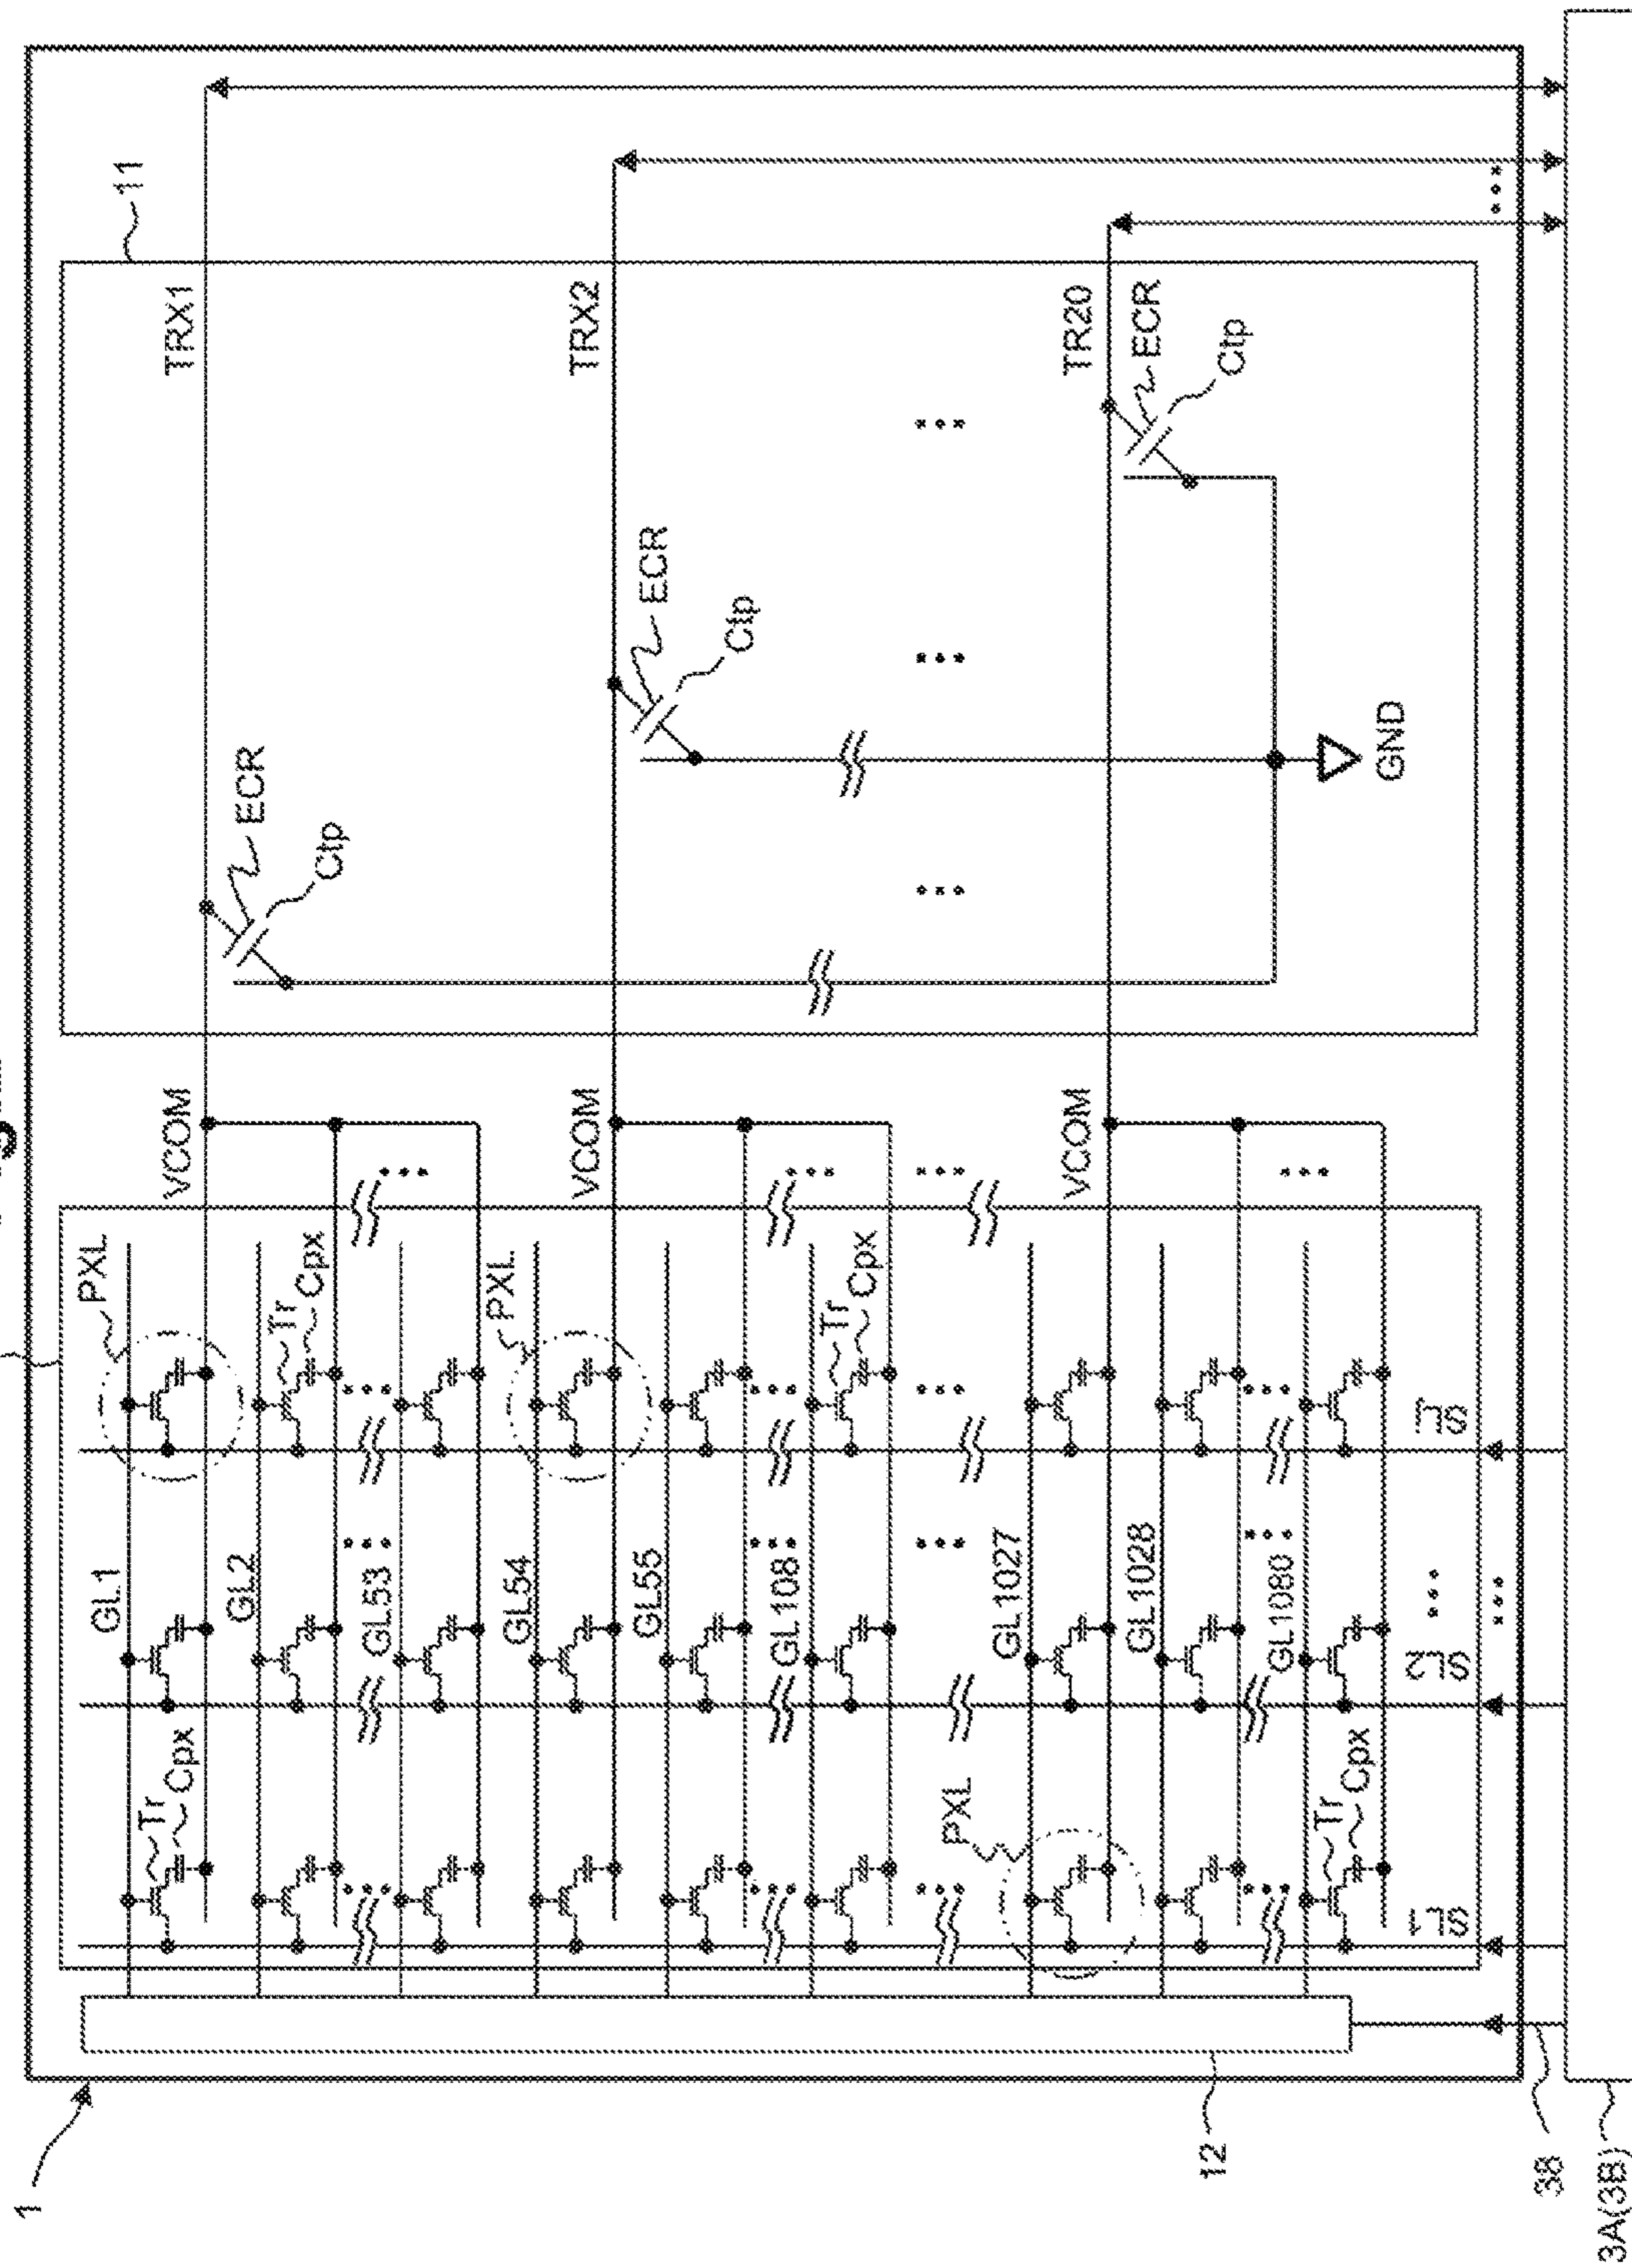 1
11
TRX1
TRX2
TR20
ECR
Ctp
ECR
Ctp
ECR
Ctp
GND
VCOM
VCOM
VCOM
PXL
PXL
PXL
Tr
Cpx
Tr
Cpx
Tr
Cpx
Tr
Cpx
GL1
GL2
GL53
GL54
GL55
GL108
GL1027
GL1028
GL1080
SL1
SL2
SLj
12
38
3A(3B)